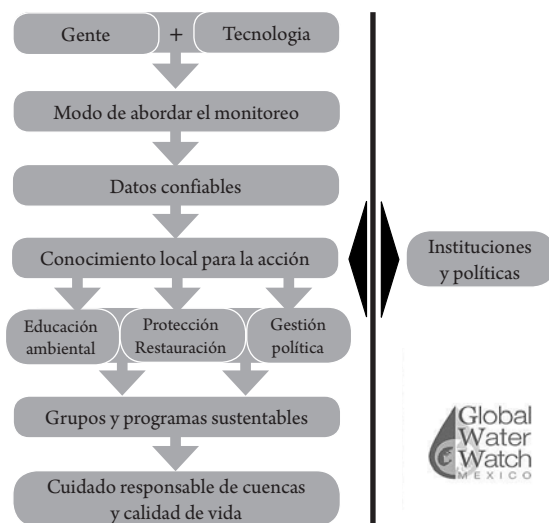 Gente + Tecnologia
Modo de abordar el monitoreo
Datos confiables
Conocimiento local para la acción
Instituciones
y políticas
Educación
ambiental
Protección
Restauración
Gestión
política
Grupos y programas sustentables
Cuidado responsable de cuencas
y calidad de vida
Global
Water
Watch
MÉXICO